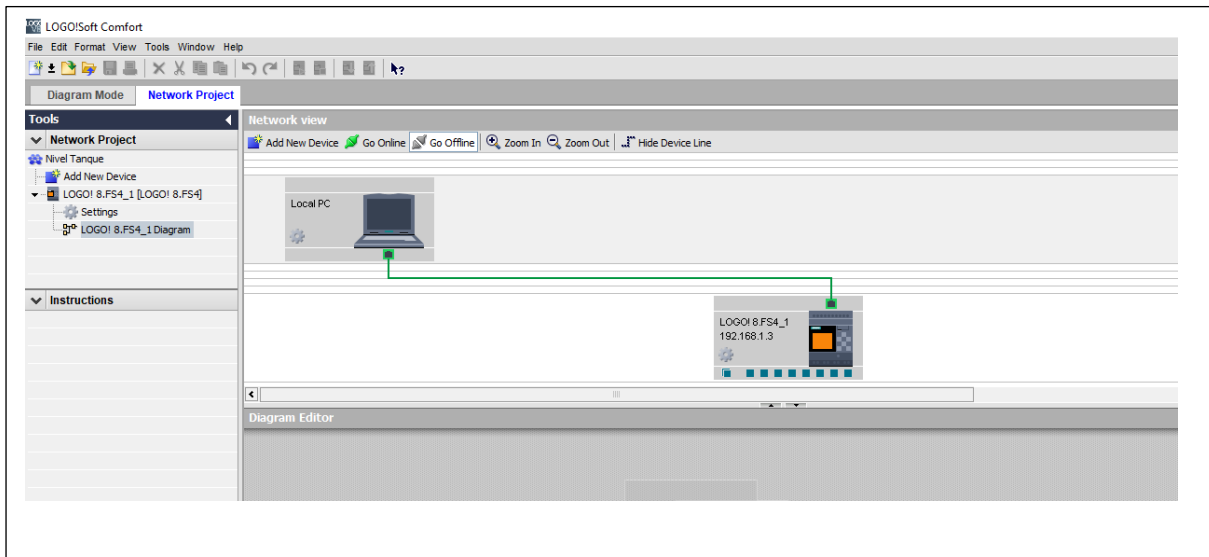 LOGO!Soft Comfort
File Edit Format View Tools Window Help
Diagram Mode Network Project
Tools
Network Project
Nivel Tanque
Add New Device
LOGO! 8.FS4_1 [LOGO! 8.FS4]
Settings
LOGO! 8.FS4_1 Diagram
Instructions
Network view
Add New Device Go Online Go Offline Zoom In Zoom Out Hide Device Line
Local PC
LOGO! 8.FS4_1
192.168.1.3
Diagram Editor